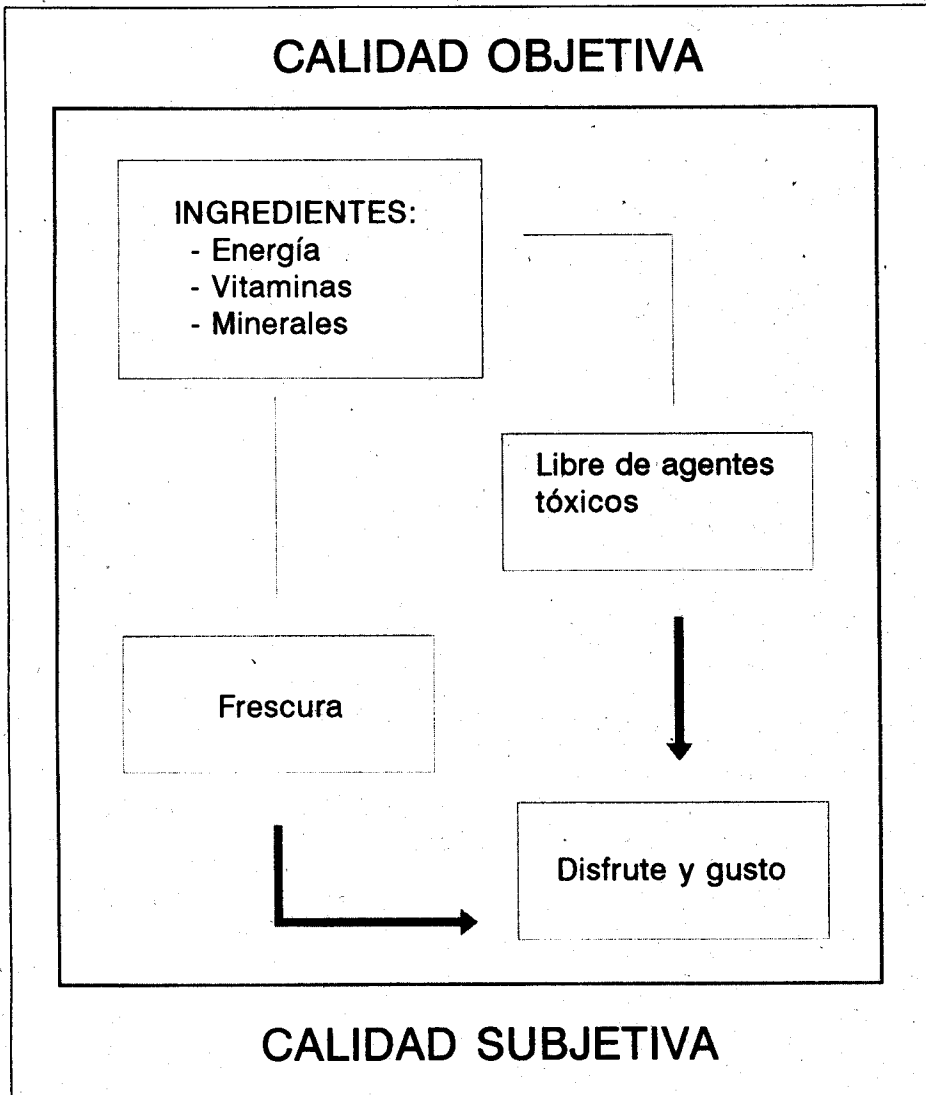 CALIDAD OBJETIVA
INGREDIENTES:
- Energía
- Vitaminas
- Minerales
Libre de agentes
tóxicos
Frescura
Disfrute y gusto
CALIDAD SUBJETIVA